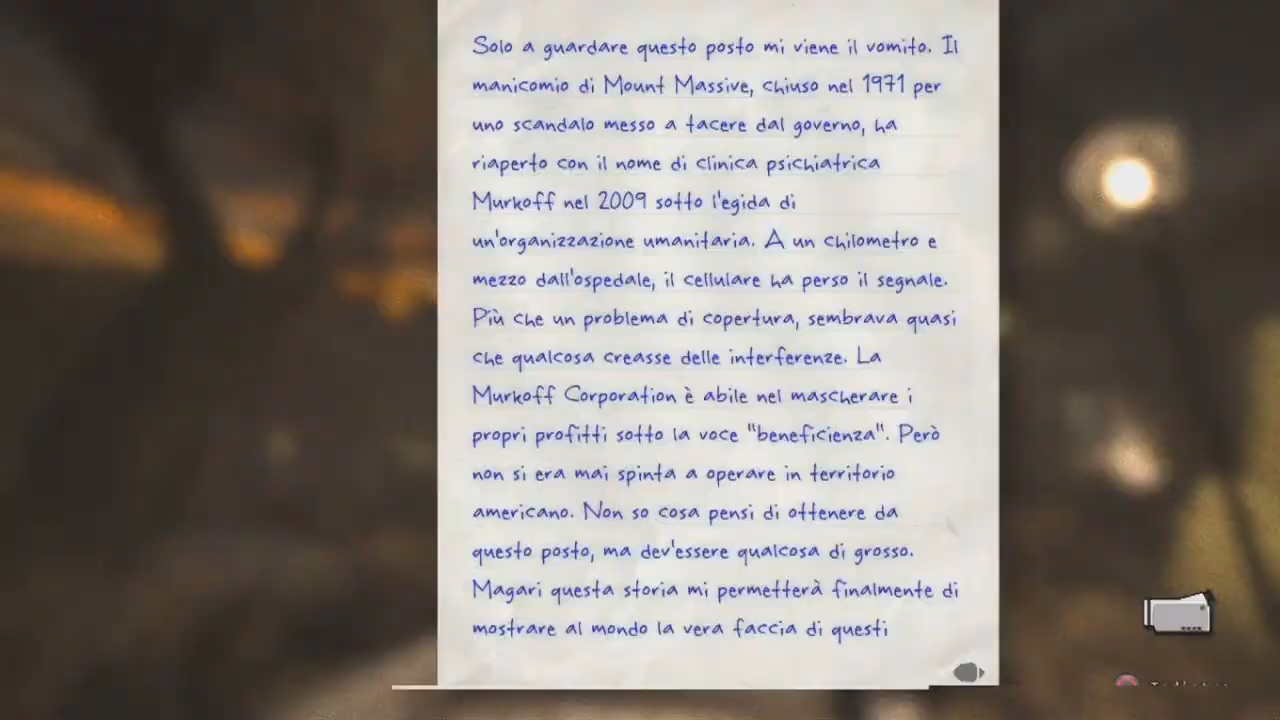 Solo a guardare questo posto mi viene il vomito. Il
manicomio di Mount Massive, chiuso nel 1971 per
uno scandalo messo a tacere dal governo, ha
riaperto con il nome di clinica psichiatrica
Murkoff nel 2009 sotto l'egida di
un'organizzazione umanitaria. A un chilometro e
mezzo dall'ospedale, il cellulare ha perso il segnale.
Più che un problema di copertura, sembrava quasi
che qualcosa creasse delle interferenze. La
Murkoff Corporation è abile nel mascherare i
propri profitti sotto la voce "beneficienza". Però
non si era mai spinta a operare in territorio
americano. Non so cosa pensi di ottenere da
questo posto, ma dev'essere qualcosa di grosso.
Magari questa storia mi permetterà finalmente di
mostrare al mondo la vera faccia di questi